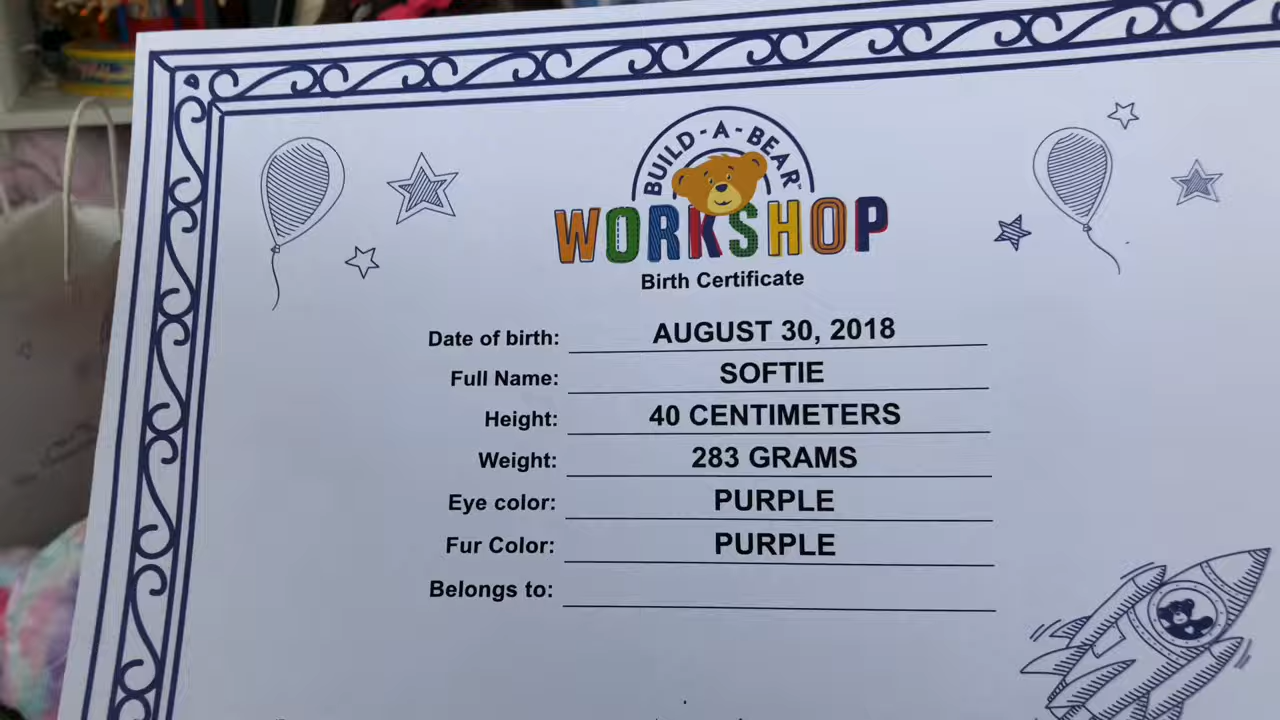 BUILD-A-BEAR™
WORKSHOP
Birth Certificate
Date of birth: AUGUST 30, 2018
Full Name: SOFTIE
Height: 40 CENTIMETERS
Weight: 283 GRAMS
Eye color: PURPLE
Fur Color: PURPLE
Belongs to: